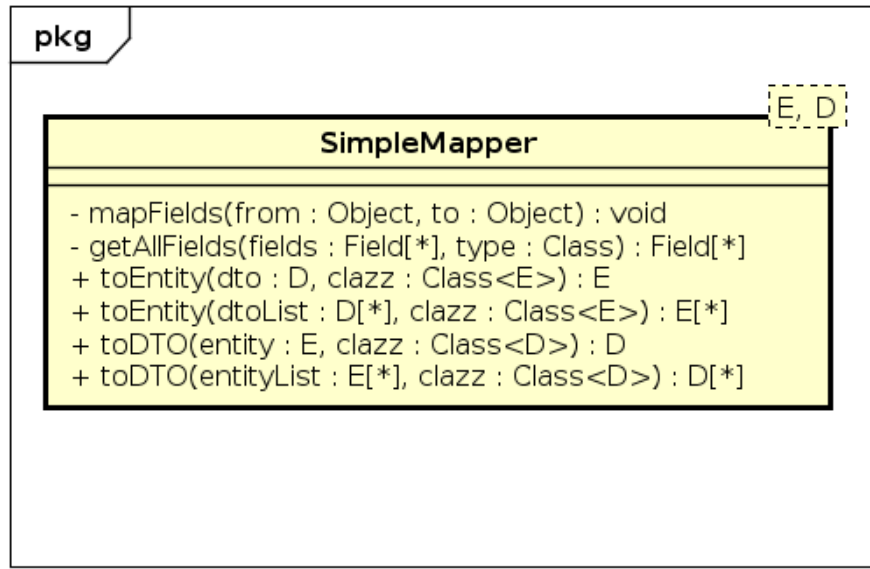 pkg
E, D
SimpleMapper
- mapFields(from : Object, to : Object) : void
- getAllFields(fields : Field[*], type : Class) : Field[*]
+ toEntity(dto : D, clazz : Class<E>) : E
+ toEntity(dtoList : D[*], clazz : Class<E>) : E[*]
+ toDTO(entity : E, clazz : Class<D>) : D
+ toDTO(entityList : E[*], clazz : Class<D>) : D[*]